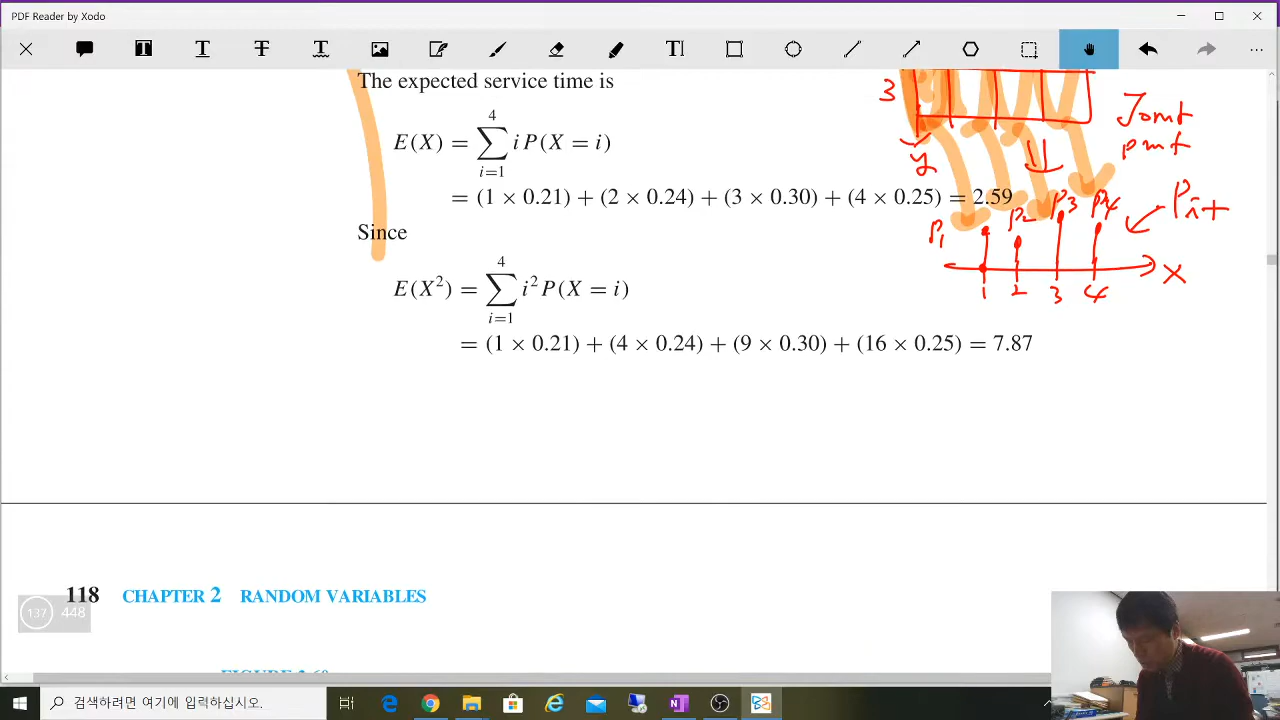 PDF Reader by Xodo
The expected service time is
3
4
E(X) = ∑ i P(X = i)
i=1
Joint
pmf
y
= (1 × 0.21) + (2 × 0.24) + (3 × 0.30) + (4 × 0.25) = 2.59
P1 P2 P3 P4
Pi+
Since
4
E(X²) = ∑ i² P(X = i)
i=1
1 2 3 4
X
= (1 × 0.21) + (4 × 0.24) + (9 × 0.30) + (16 × 0.25) = 7.87
118 CHAPTER 2 RANDOM VARIABLES
137 448
FIGURE 2.60
검색하려면 여기에 입력하십시오.